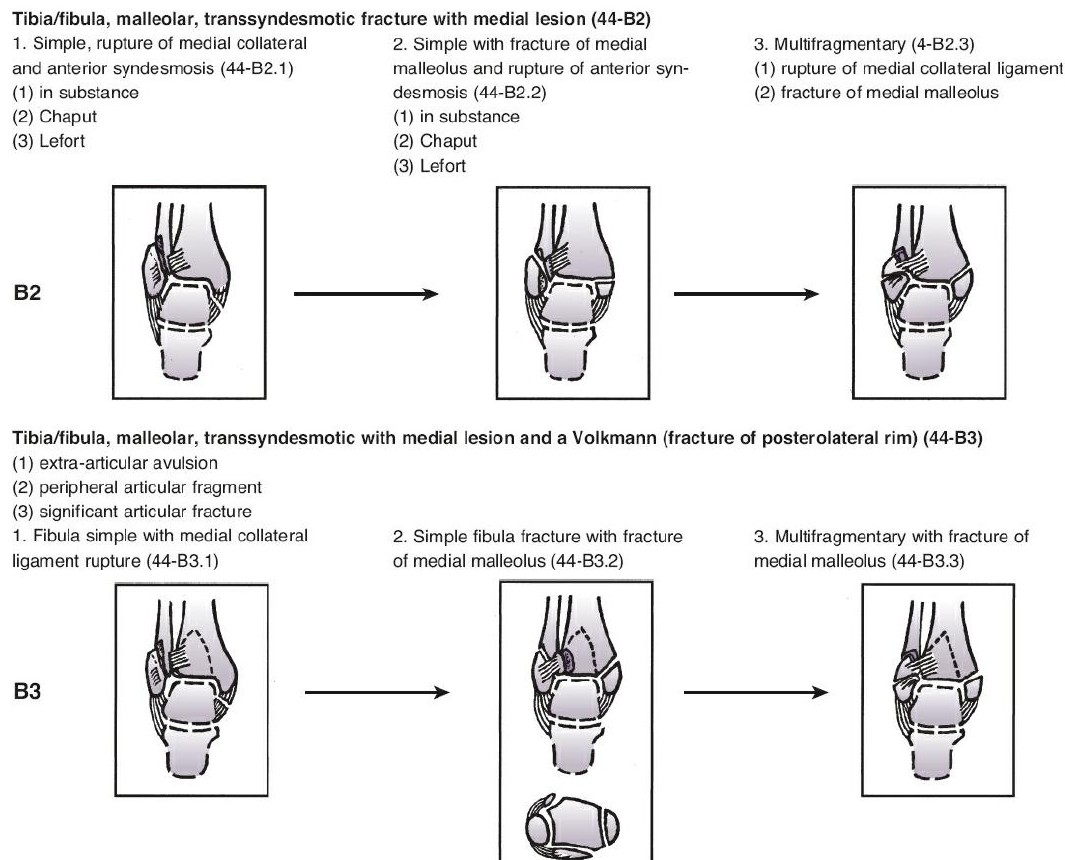 Tibia/fibula, malleolar, transsyndesmotic fracture with medial lesion (44-B2)
1. Simple, rupture of medial collateral
and anterior syndesmosis (44-B2.1)
(1) in substance
(2) Chaput
(3) Lefort
2. Simple with fracture of medial
malleolus and rupture of anterior syn-
desmosis (44-B2.2)
(1) in substance
(2) Chaput
(3) Lefort
3. Multifragmentary (4-B2.3)
(1) rupture of medial collateral ligament
(2) fracture of medial malleolus
B2
Tibia/fibula, malleolar, transsyndesmotic with medial lesion and a Volkmann (fracture of posterolateral rim) (44-B3)
(1) extra-articular avulsion
(2) peripheral articular fragment
(3) significant articular fracture
1. Fibula simple with medial collateral
ligament rupture (44-B3.1)
2. Simple fibula fracture with fracture
of medial malleolus (44-B3.2)
3. Multifragmentary with fracture of
medial malleolus (44-B3.3)
B3